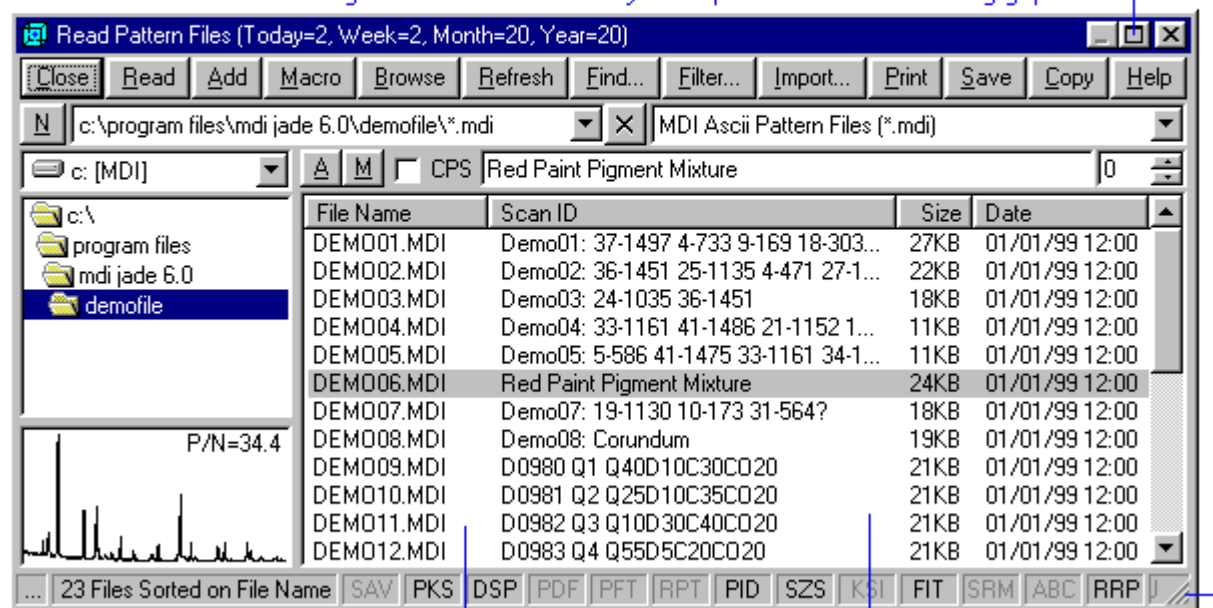 Read Pattern Files (Today=2, Week=2, Month=20, Year=20)
Close Read Add Macro Browse Refresh Find... Filter... Import... Print Save Copy Help
N c:\program files\mdi jade 6.0\demofile\*.mdi MDI Ascii Pattern Files (*.mdi)
c: [MDI] A M CPS Red Paint Pigment Mixture 0
c:\
program files
mdi jade 6.0
demofile
P/N=34.4
File Name Scan ID Size Date
DEMO01.MDI Demo01: 37-1497 4-733 9-169 18-303... 27KB 01/01/99 12:00
DEMO02.MDI Demo02: 36-1451 25-1135 4-471 27-1... 22KB 01/01/99 12:00
DEMO03.MDI Demo03: 24-1035 36-1451 18KB 01/01/99 12:00
DEMO04.MDI Demo04: 33-1161 41-1486 21-1152 1... 11KB 01/01/99 12:00
DEMO05.MDI Demo05: 5-586 41-1475 33-1161 34-1... 11KB 01/01/99 12:00
DEMO06.MDI Red Paint Pigment Mixture 24KB 01/01/99 12:00
DEMO07.MDI Demo07: 19-1130 10-173 31-564? 18KB 01/01/99 12:00
DEMO08.MDI Demo08: Corundum 19KB 01/01/99 12:00
DEMO09.MDI D0980 Q1 Q40D10C30CO20 21KB 01/01/99 12:00
DEMO10.MDI D0981 Q2 Q25D10C35CO20 21KB 01/01/99 12:00
DEMO11.MDI D0982 Q3 Q10D30C40CO20 21KB 01/01/99 12:00
DEMO12.MDI D0983 Q4 Q55D5C20CO20 21KB 01/01/99 12:00
... 23 Files Sorted on File Name SAV PKS DSP PDF PFT RPT PID SZS KSI FIT SRM ABC RRP